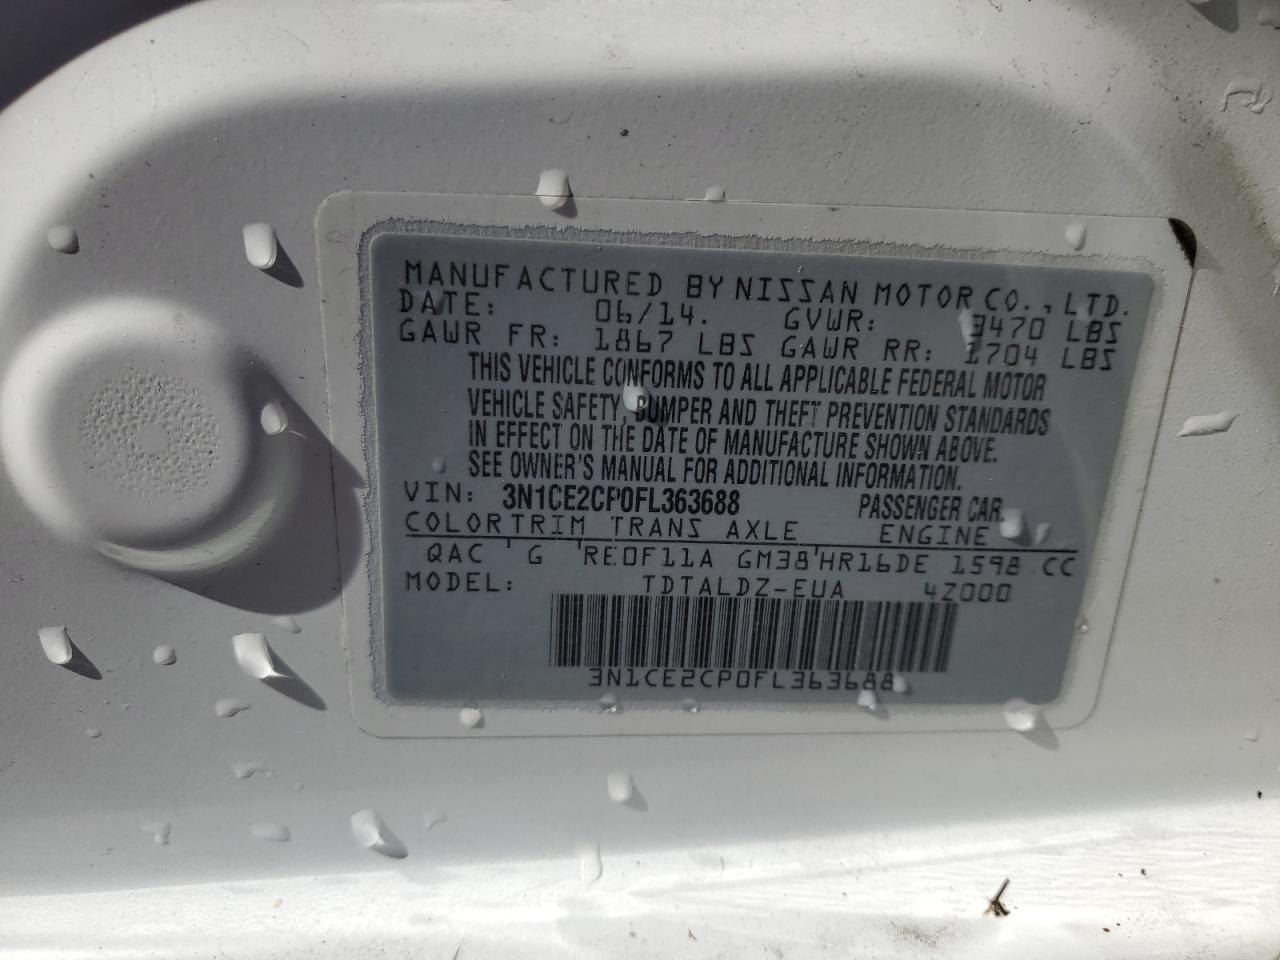 MANUFACTURED BY NISSAN MOTOR CO., LTD.
DATE: 06/14. GVWR: 3470 LBS
GAWR FR: 1867 LBS GAWR RR: 1704 LBS
THIS VEHICLE CONFORMS TO ALL APPLICABLE FEDERAL MOTOR
VEHICLE SAFETY, BUMPER AND THEFT PREVENTION STANDARDS
IN EFFECT ON THE DATE OF MANUFACTURE SHOWN ABOVE.
SEE OWNER'S MANUAL FOR ADDITIONAL INFORMATION.
VIN: 3N1CE2CP0FL363688 PASSENGER CAR.
COLOR TRIM TRANS AXLE ENGINE
QAC ' G ' RE0F11A GM38 ' HR16DE 1598 CC
MODEL: TDTALDZ-EUA 4Z000
3N1CE2CP0FL363688